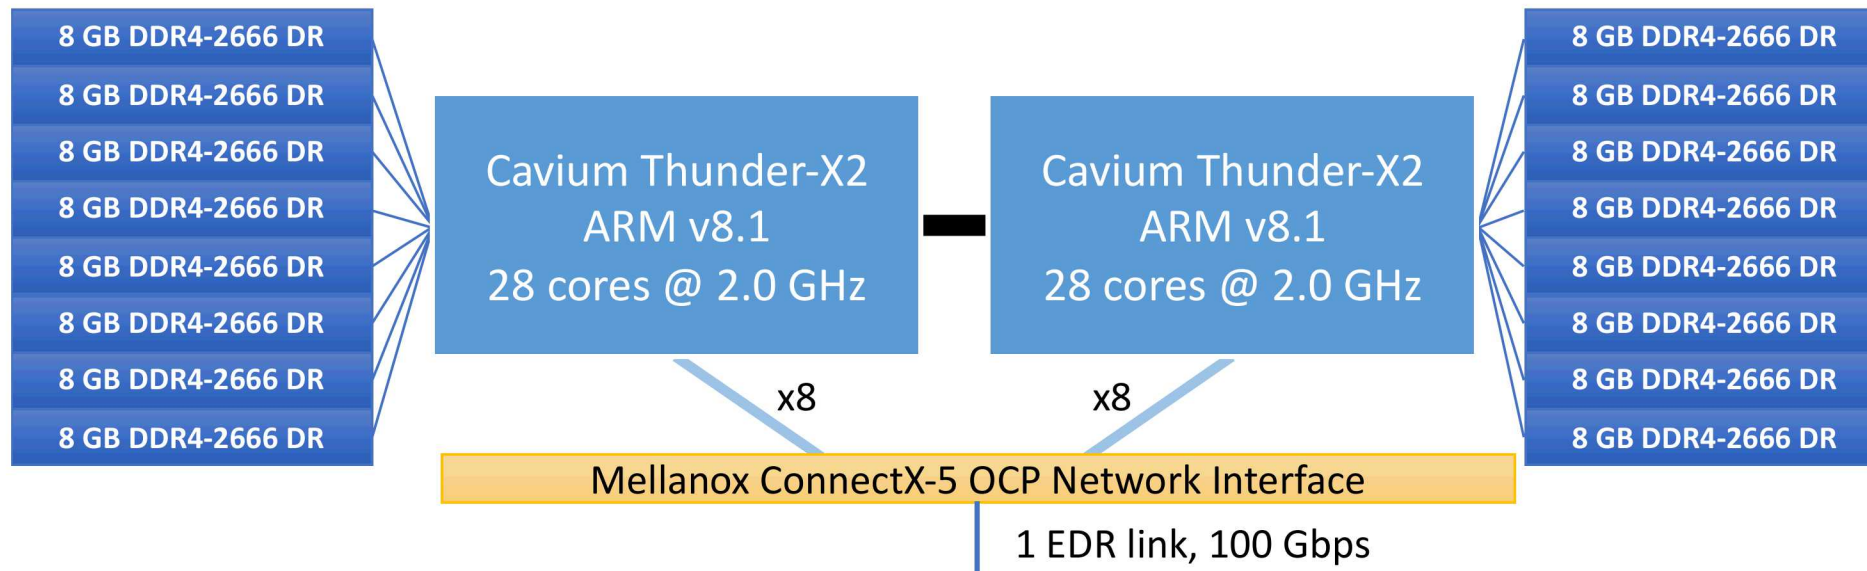 8 GB DDR4-2666 DR
8 GB DDR4-2666 DR
8 GB DDR4-2666 DR
8 GB DDR4-2666 DR
8 GB DDR4-2666 DR
8 GB DDR4-2666 DR
8 GB DDR4-2666 DR
8 GB DDR4-2666 DR
Cavium Thunder-X2
ARM v8.1
28 cores @ 2.0 GHz
Cavium Thunder-X2
ARM v8.1
28 cores @ 2.0 GHz
8 GB DDR4-2666 DR
8 GB DDR4-2666 DR
8 GB DDR4-2666 DR
8 GB DDR4-2666 DR
8 GB DDR4-2666 DR
8 GB DDR4-2666 DR
8 GB DDR4-2666 DR
8 GB DDR4-2666 DR
x8
x8
Mellanox ConnectX-5 OCP Network Interface
1 EDR link, 100 Gbps